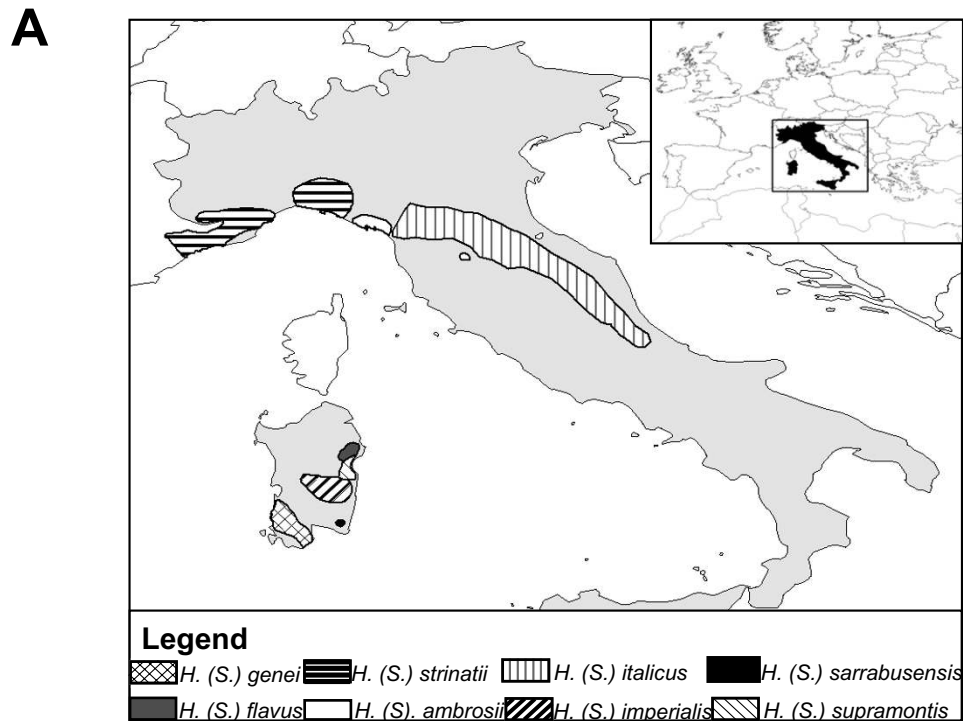 A
Legend
H. (S.) genei H. (S.) strinatii H. (S.) italicus H. (S.) sarrabusensis
H. (S.) flavus H. (S). ambrosii H. (S.) imperialis H. (S.) supramontis